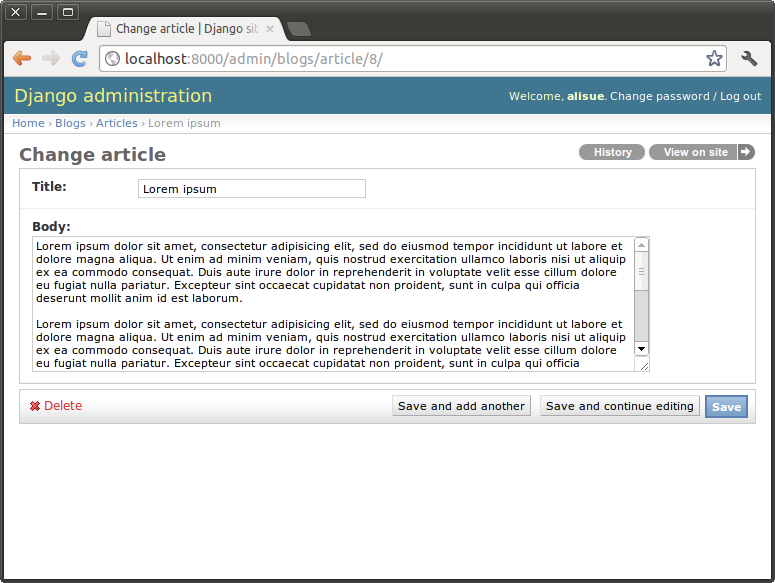 Change article | Django sit
localhost:8000/admin/blogs/article/8/
Django administration
Welcome, alisue. Change password / Log out
Home › Blogs › Articles › Lorem ipsum
Change article
History
View on site
Title:
Lorem ipsum
Body:
Lorem ipsum dolor sit amet, consectetur adipisicing elit, sed do eiusmod tempor incididunt ut labore et
dolore magna aliqua. Ut enim ad minim veniam, quis nostrud exercitation ullamco laboris nisi ut aliquip
ex ea commodo consequat. Duis aute irure dolor in reprehenderit in voluptate velit esse cillum dolore
eu fugiat nulla pariatur. Excepteur sint occaecat cupidatat non proident, sunt in culpa qui officia
deserunt mollit anim id est laborum.
Lorem ipsum dolor sit amet, consectetur adipisicing elit, sed do eiusmod tempor incididunt ut labore et
dolore magna aliqua. Ut enim ad minim veniam, quis nostrud exercitation ullamco laboris nisi ut aliquip
ex ea commodo consequat. Duis aute irure dolor in reprehenderit in voluptate velit esse cillum dolore
eu fugiat nulla pariatur. Excepteur sint occaecat cupidatat non proident, sunt in culpa qui officia
Delete
Save and add another
Save and continue editing
Save